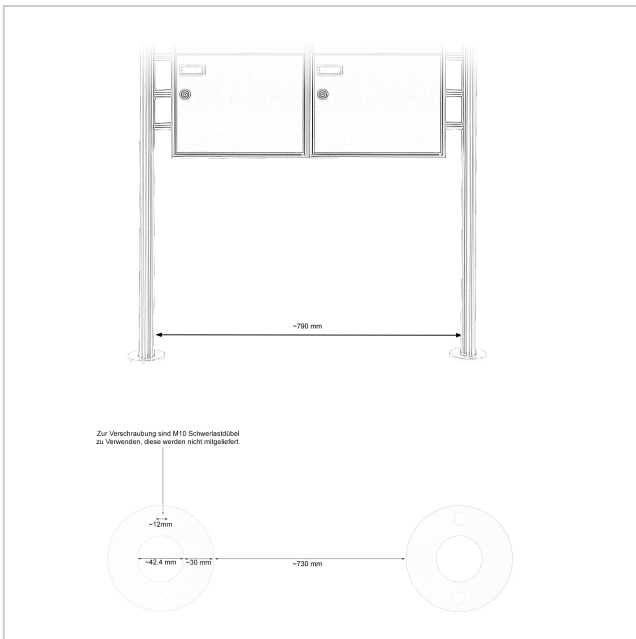 ~790 mm
Zur Verschraubung sind M10 Schwerlastdübel
zu Verwenden, diese werden nicht mitgeliefert.
~12mm
~42,4 mm
~30 mm
~730 mm